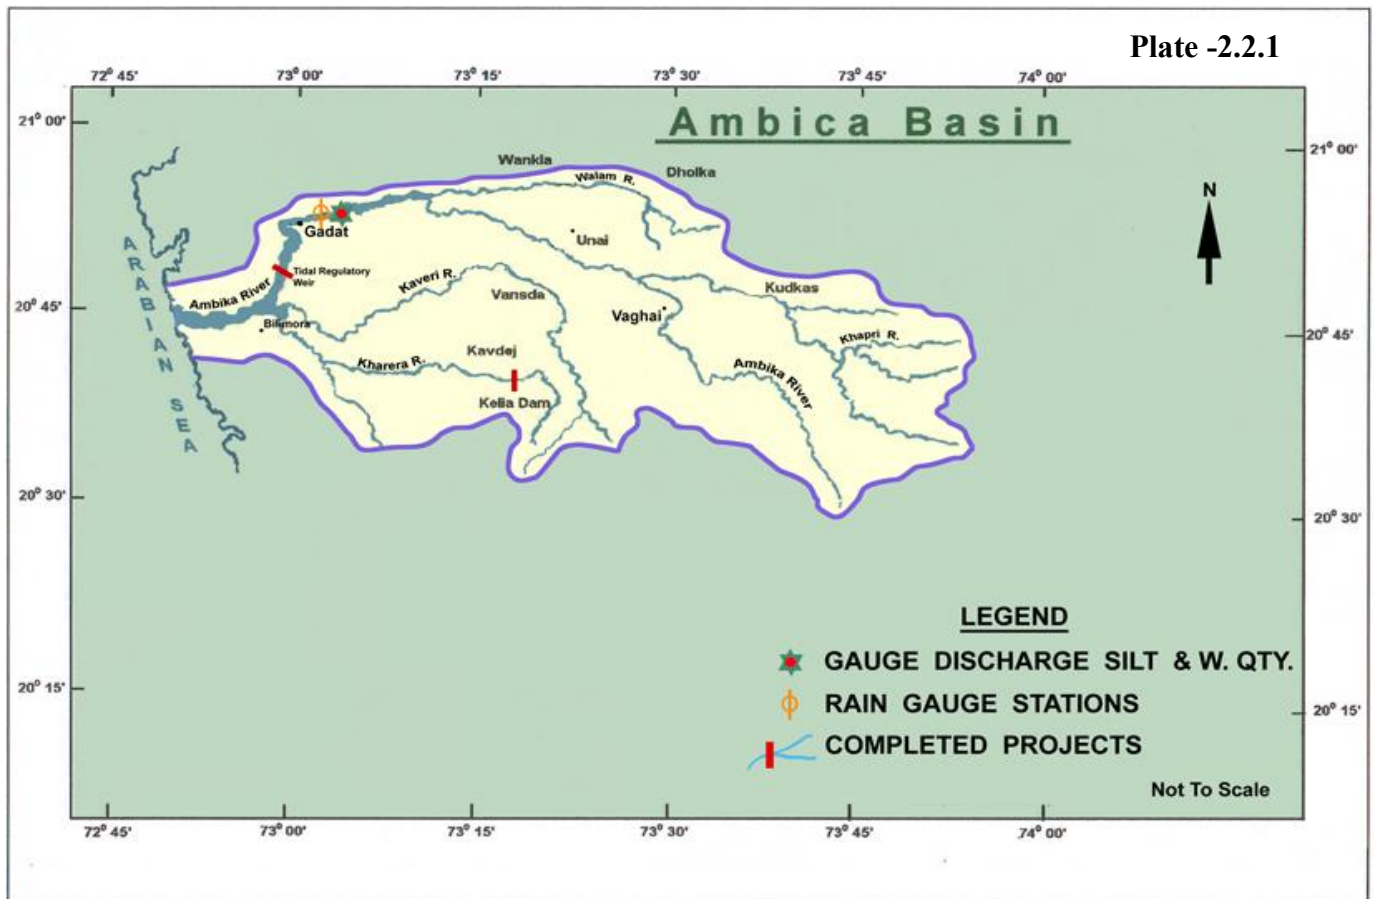 Plate -2.2.1
72° 45'
73° 00'
73° 15'
73° 30'
73° 45'
74° 00'
Ambica Basin
21° 00'
21° 00'
Wankla
Dholka
Walam R.
N
Gadat
Unai
ARABIAN SEA
Tidal Regulatory
Weir
Kaveri R.
Ambika River
Vansda
Kudkas
20° 45'
20° 45'
Bilimora
Vaghai
Khapri R.
Kharera R.
Kavdej
Ambika River
Kelia Dam
20° 30'
20° 30'
LEGEND
GAUGE DISCHARGE SILT & W. QTY.
RAIN GAUGE STATIONS
COMPLETED PROJECTS
20° 15'
20° 15'
Not To Scale
72° 45'
73° 00'
73° 15'
73° 30'
73° 45'
74° 00'